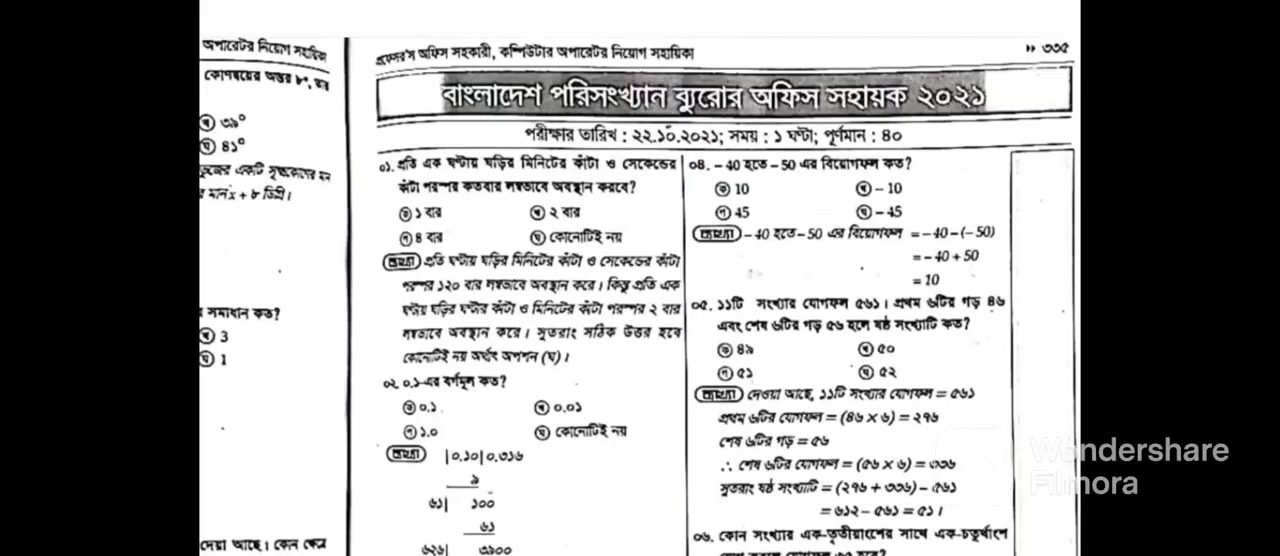 অপারেটর নিয়োগ সহায়িকা
কোণদ্বয়ের অন্তর ৮°, তার
খ ৩৯°
ঘ ৪১°
একটি সূক্ষ্মকোণের মান
র মান x + ৮ ডিগ্রি।
র সমাধান কত?
খ 3
ঘ 1
দেয়া আছে। কোন ক্ষেত্র
প্রফেসর'স অফিস সহকারী, কম্পিউটার অপারেটর নিয়োগ সহায়িকা
›› ৩৩৫
বাংলাদেশ পরিসংখ্যান ব্যুরোর অফিস সহায়ক ২০২১
পরীক্ষার তারিখ : ২২.১০.২০২১; সময় : ১ ঘণ্টা; পূর্ণমান : ৪০
০১. প্রতি এক ঘণ্টায় ঘড়ির মিনিটের কাঁটা ও সেকেন্ডের
কাঁটা পরস্পর কতবার লম্বভাবে অবস্থান করবে?
ক ১ বার খ ২ বার
গ ৪ বার ঘ কোনোটিই নয়
ব্যাখ্যা প্রতি ঘণ্টায় ঘড়ির মিনিটের কাঁটা ও সেকেন্ডের কাঁটা
পরস্পর ১২০ বার লম্বভাবে অবস্থান করে। কিন্তু প্রতি এক
ঘণ্টায় ঘড়ির ঘণ্টার কাঁটা ও মিনিটের কাঁটা পরস্পর ২ বার
লম্বভাবে অবস্থান করে। সুতরাং সঠিক উত্তর হবে
কোনোটিই নয় অর্থাৎ অপশন (ঘ)।
০২. ০.১-এর বর্গমূল কত?
ক ০.১ খ ০.০১
গ ১.০ ঘ কোনোটিই নয়
ব্যাখ্যা |০.১০|০.৩১৬
৯
৬১| ১০০
৬১
৬২৬| ৩৯০০
০৪. – 40 হতে – 50 এর বিয়োগফল কত?
ক 10 খ – 10
গ 45 ঘ – 45
ব্যাখ্যা – 40 হতে – 50 এর বিয়োগফল = – 40 – (– 50)
= – 40 + 50
= 10
০৫. ১১টি সংখ্যার যোগফল ৫৬১। প্রথম ৬টির গড় ৪৬
এবং শেষ ৬টির গড় ৫৬ হলে ষষ্ঠ সংখ্যাটি কত?
ক ৪৯ খ ৫০
গ ৫১ ঘ ৫২
ব্যাখ্যা দেওয়া আছে, ১১টি সংখ্যার যোগফল = ৫৬১
প্রথম ৬টির যোগফল = (৪৬ × ৬) = ২৭৬
শেষ ৬টির গড় = ৫৬
∴ শেষ ৬টির যোগফল = (৫৬ × ৬) = ৩৩৬
সুতরাং ষষ্ঠ সংখ্যাটি = (২৭৬ + ৩৩৬) – ৫৬১
= ৬১২ – ৫৬১ = ৫১।
০৬. কোন সংখ্যার এক-তৃতীয়াংশের সাথে এক-চতুর্থাংশ
Wondershare
Filmora